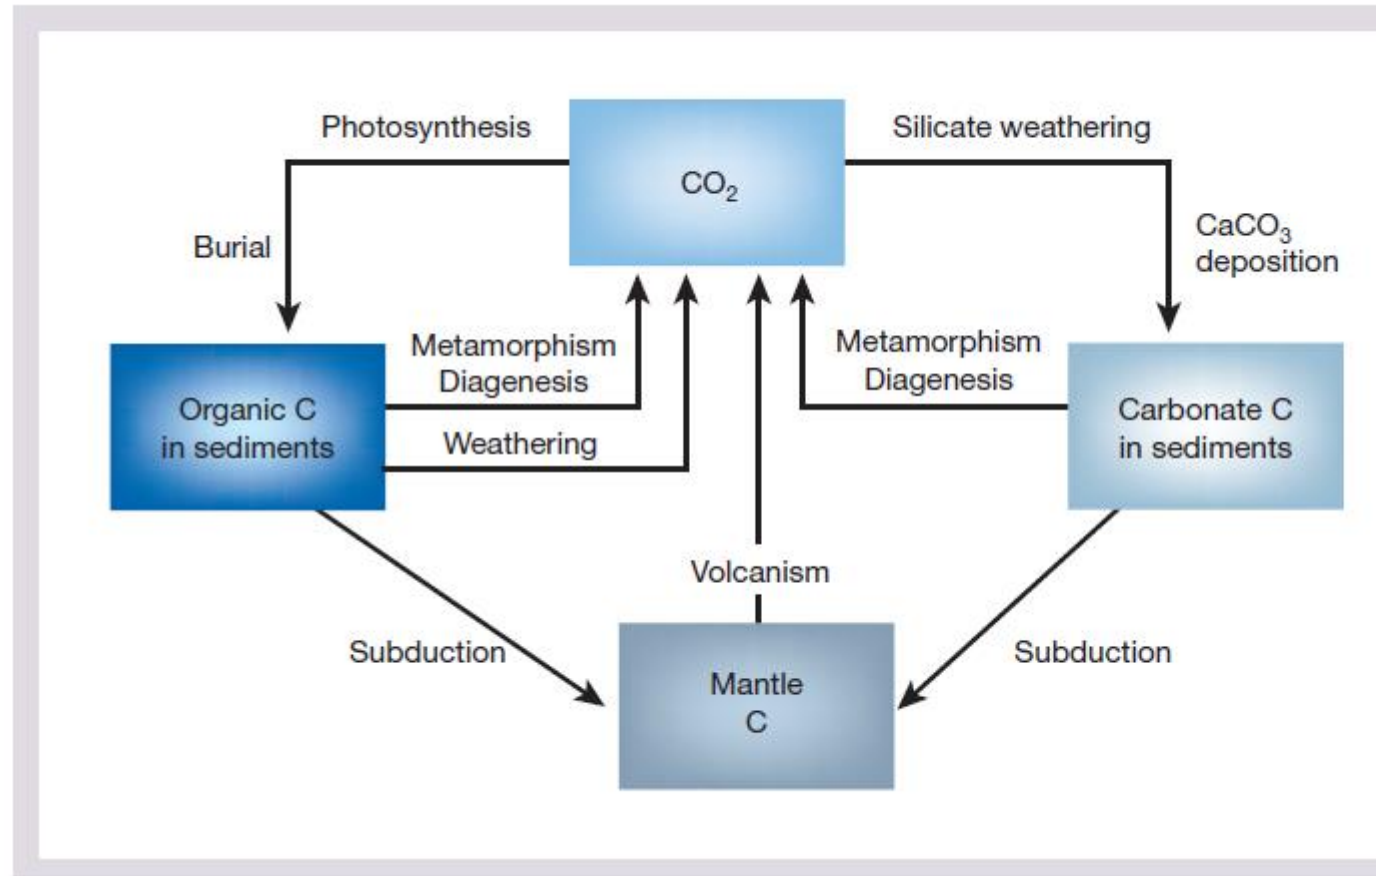 Photosynthesis
Silicate weathering
CO₂
Burial
CaCO₃
deposition
Metamorphism
Diagenesis
Metamorphism
Diagenesis
Organic C
in sediments
Weathering
Carbonate C
in sediments
Volcanism
Subduction
Subduction
Mantle
C